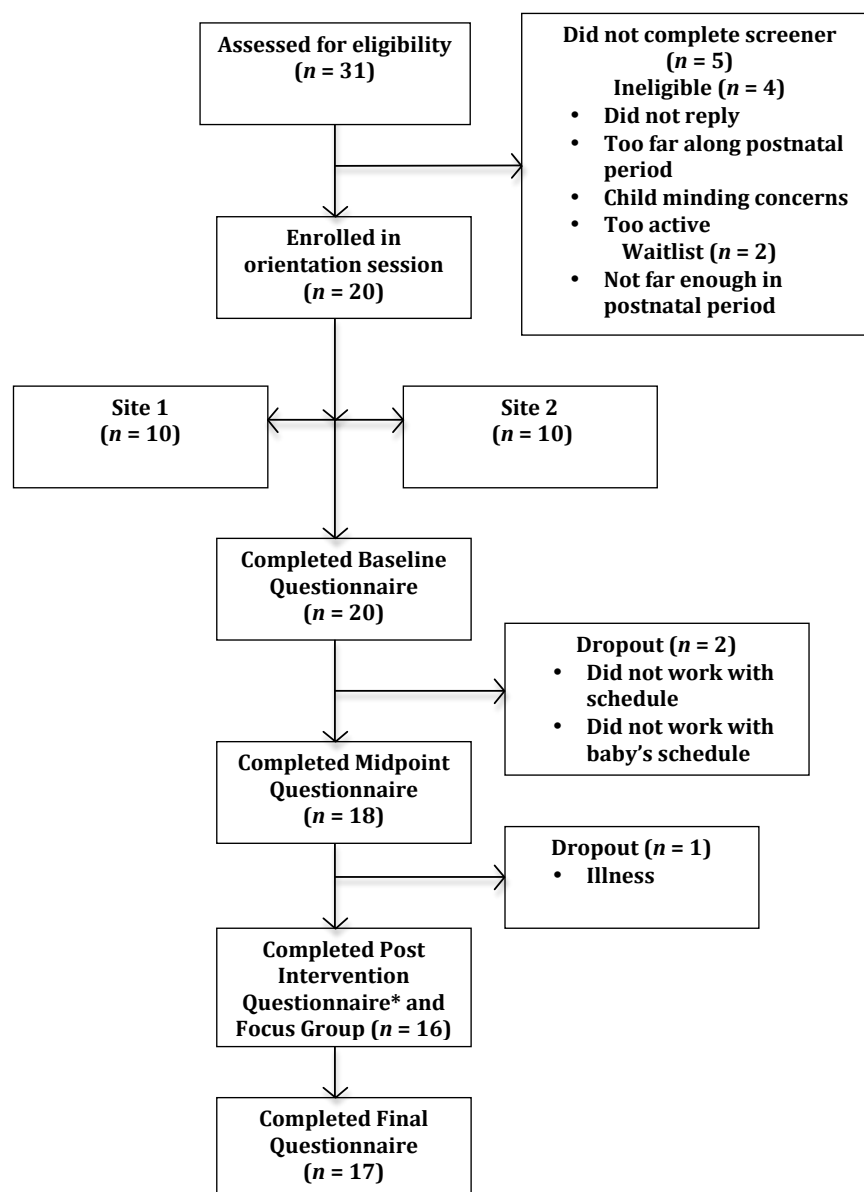 Assessed for eligibility
(n = 31)
Did not complete screener
(n = 5)
Ineligible (n = 4)
• Did not reply
• Too far along postnatal
period
• Child minding concerns
• Too active
Waitlist (n = 2)
• Not far enough in
postnatal period
Enrolled in
orientation session
(n = 20)
Site 1
(n = 10)
Site 2
(n = 10)
Completed Baseline
Questionnaire
(n = 20)
Dropout (n = 2)
• Did not work with
schedule
• Did not work with
baby’s schedule
Completed Midpoint
Questionnaire
(n = 18)
Dropout (n = 1)
• Illness
Completed Post
Intervention
Questionnaire* and
Focus Group (n = 16)
Completed Final
Questionnaire
(n = 17)